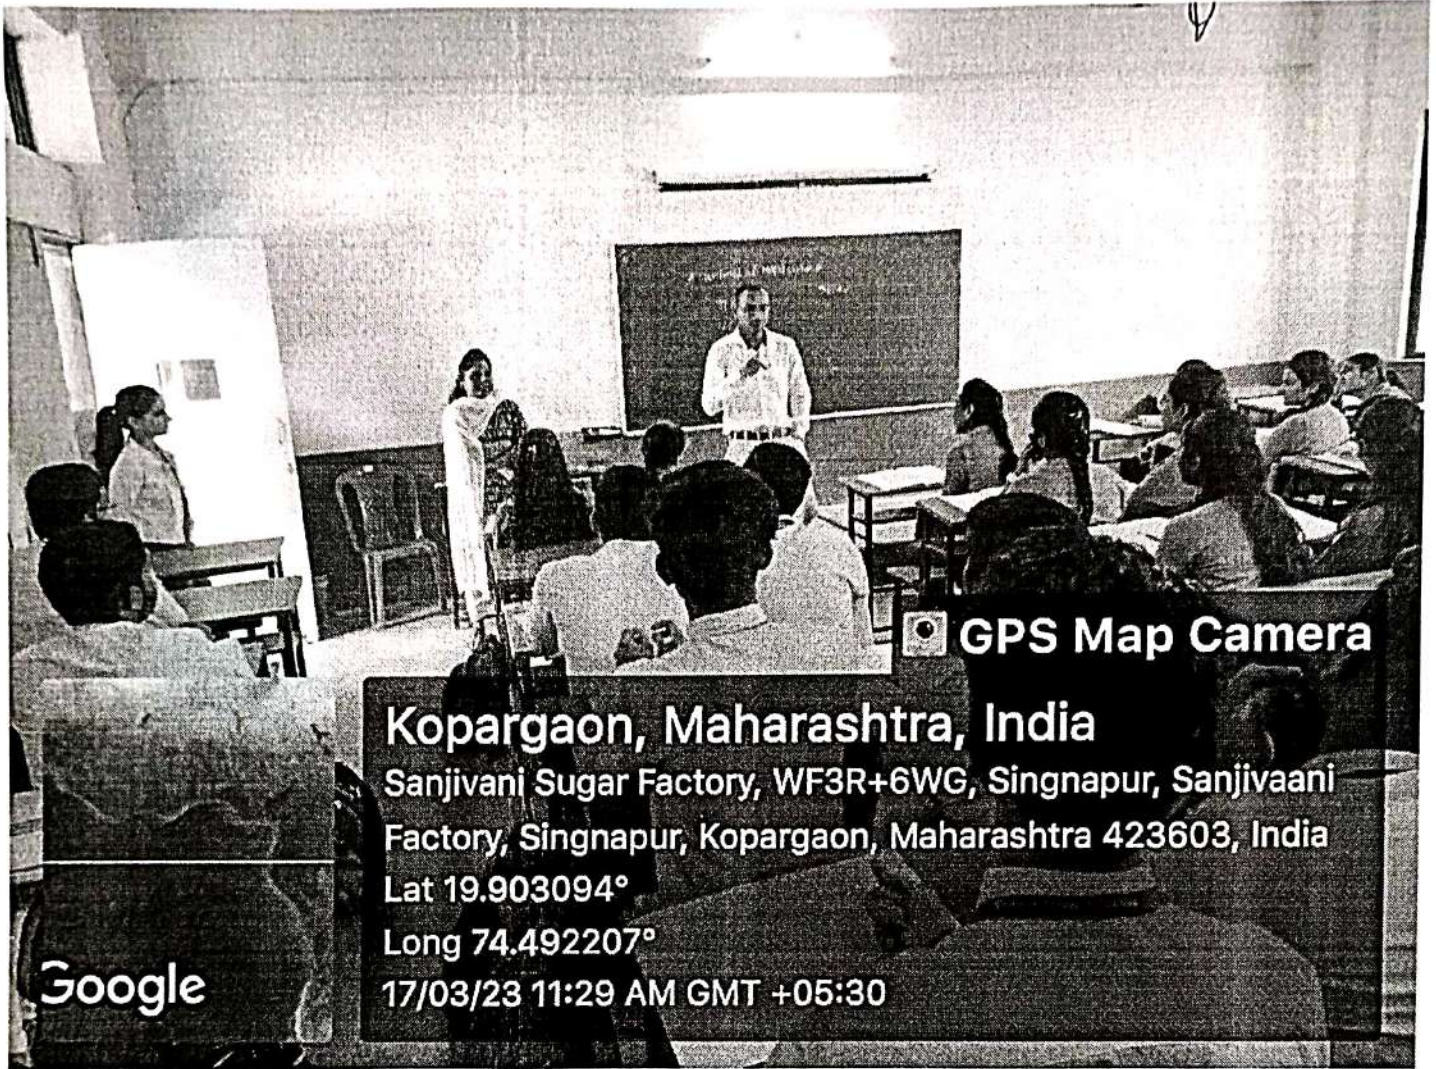 GPS Map Camera
Kopargaon, Maharashtra, India
Sanjivani Sugar Factory, WF3R+6WG, Singnapur, Sanjivaani
Factory, Singnapur, Kopargaon, Maharashtra 423603, India
Lat 19.903094°
Long 74.492207°
17/03/23 11:29 AM GMT +05:30
Google